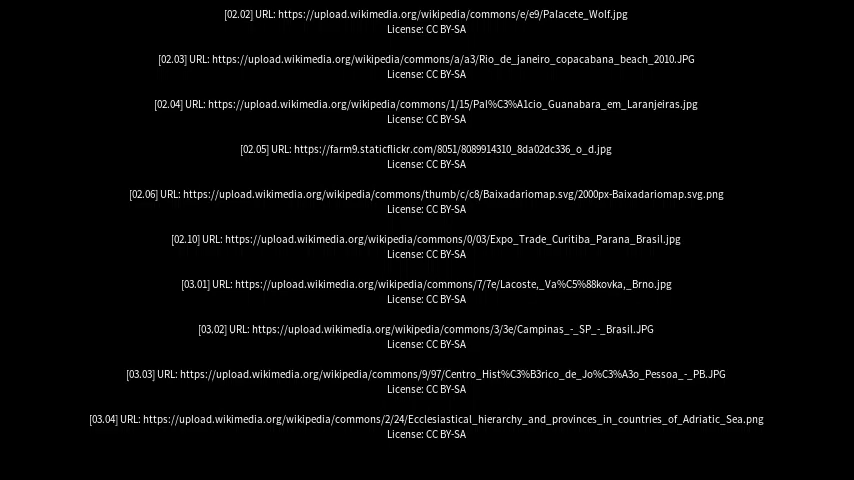 [02.02] URL: https://upload.wikimedia.org/wikipedia/commons/e/e9/Palacete_Wolf.jpg
License: CC BY-SA
[02.03] URL: https://upload.wikimedia.org/wikipedia/commons/a/a3/Rio_de_janeiro_copacabana_beach_2010.JPG
License: CC BY-SA
[02.04] URL: https://upload.wikimedia.org/wikipedia/commons/1/15/Pal%C3%A1cio_Guanabara_em_Laranjeiras.jpg
License: CC BY-SA
[02.05] URL: https://farm9.staticflickr.com/8051/8089914310_8da02dc336_o_d.jpg
License: CC BY-SA
[02.06] URL: https://upload.wikimedia.org/wikipedia/commons/thumb/c/c8/Baixadariomap.svg/2000px-Baixadariomap.svg.png
License: CC BY-SA
[02.10] URL: https://upload.wikimedia.org/wikipedia/commons/0/03/Expo_Trade_Curitiba_Parana_Brasil.jpg
License: CC BY-SA
[03.01] URL: https://upload.wikimedia.org/wikipedia/commons/7/7e/Lacoste,_Va%C5%88kovka,_Brno.jpg
License: CC BY-SA
[03.02] URL: https://upload.wikimedia.org/wikipedia/commons/3/3e/Campinas_-_SP_-_Brasil.JPG
License: CC BY-SA
[03.03] URL: https://upload.wikimedia.org/wikipedia/commons/9/97/Centro_Hist%C3%B3rico_de_Jo%C3%A3o_Pessoa_-_PB.JPG
License: CC BY-SA
[03.04] URL: https://upload.wikimedia.org/wikipedia/commons/2/24/Ecclesiastical_hierarchy_and_provinces_in_countries_of_Adriatic_Sea.png
License: CC BY-SA